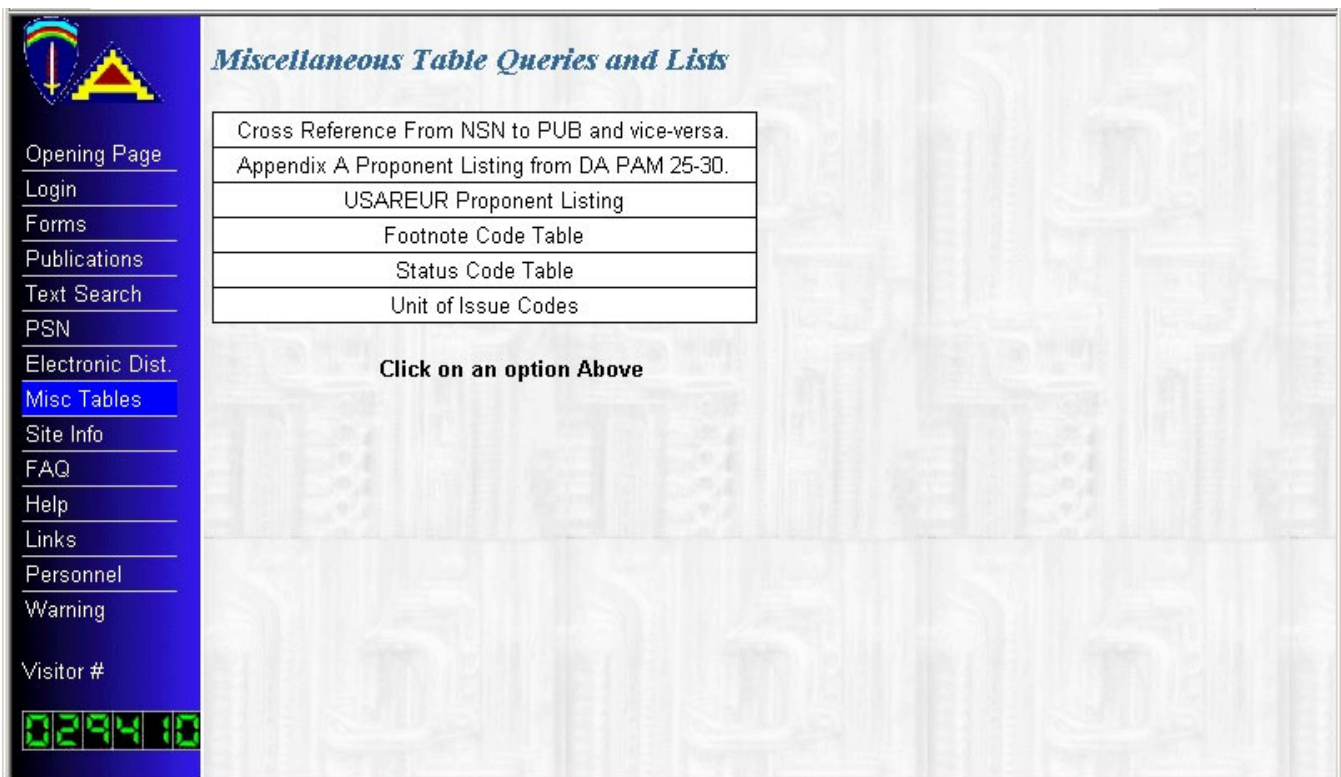 Miscellaneous Table Queries and Lists
Cross Reference From NSN to PUB and vice-versa.
Appendix A Proponent Listing from DA PAM 25-30.
USAREUR Proponent Listing
Footnote Code Table
Status Code Table
Unit of Issue Codes
Click on an option Above
Opening Page
Login
Forms
Publications
Text Search
PSN
Electronic Dist.
Misc Tables
Site Info
FAQ
Help
Links
Personnel
Warning
Visitor #
029410